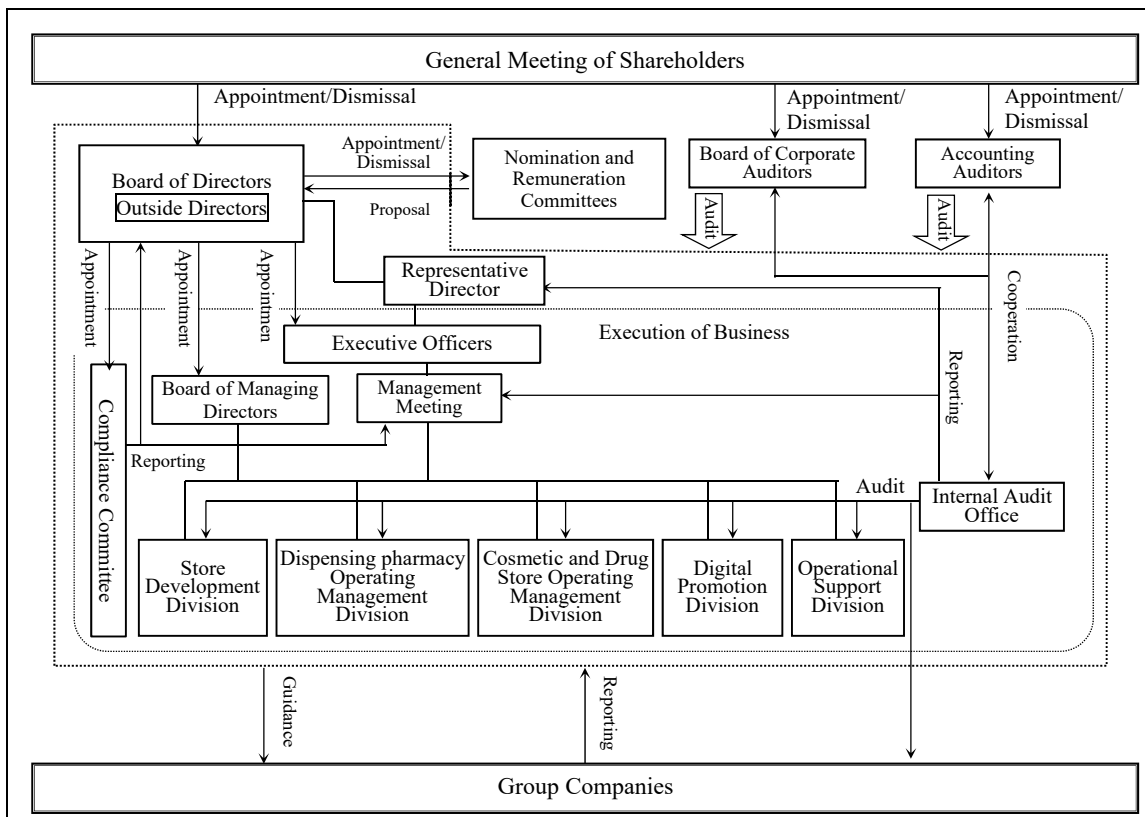 General Meeting of Shareholders
Appointment/Dismissal
Appointment/
Dismissal
Appointment/
Dismissal
Board of Directors
Outside Directors
Appointment/
Dismissal
Proposal
Nomination and
Remuneration
Committees
Board of Corporate
Auditors
Accounting
Auditors
Audit
Audit
Appointment
Appointment
Appointmen
Representative
Director
Cooperation
Executive Officers
Execution of Business
Reporting
Board of Managing
Directors
Management
Meeting
Compliance Committee
Reporting
Audit
Internal Audit
Office
Store
Development
Division
Dispensing pharmacy
Operating
Management
Division
Cosmetic and Drug
Store Operating
Management
Division
Digital
Promotion
Division
Operational
Support
Division
Guidance
Reporting
Group Companies